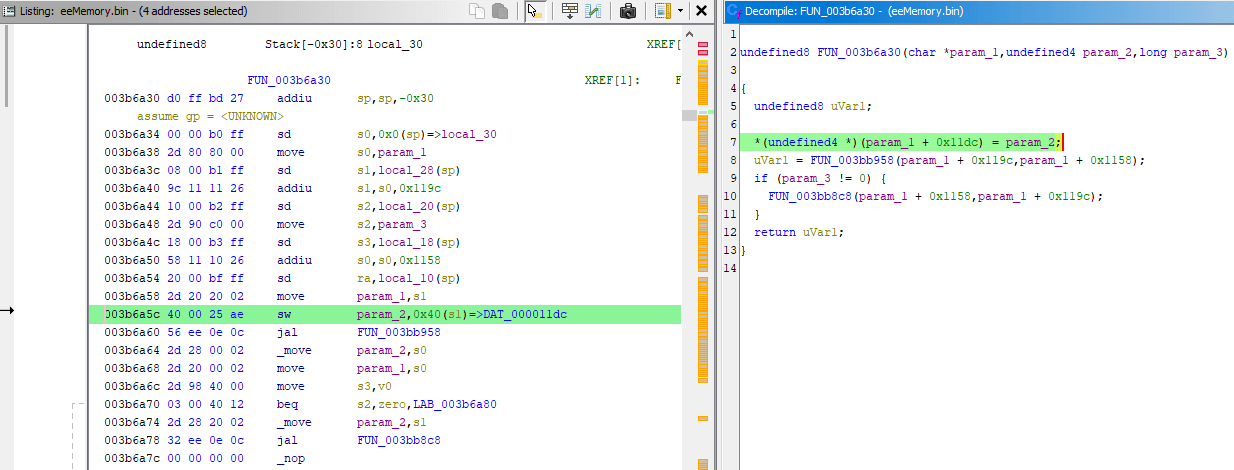 Listing: eeMemory.bin - (4 addresses selected)
undefined8 Stack[-0x30]:8 local_30 XREF[
FUN_003b6a30 XREF[1]: F
003b6a30 d0 ff bd 27 addiu sp,sp,-0x30
assume gp = <UNKNOWN>
003b6a34 00 00 b0 ff sd s0,0x0(sp)=>local_30
003b6a38 2d 80 80 00 move s0,param_1
003b6a3c 08 00 b1 ff sd s1,local_28(sp)
003b6a40 9c 11 11 26 addiu s1,s0,0x119c
003b6a44 10 00 b2 ff sd s2,local_20(sp)
003b6a48 2d 90 c0 00 move s2,param_3
003b6a4c 18 00 b3 ff sd s3,local_18(sp)
003b6a50 58 11 10 26 addiu s0,s0,0x1158
003b6a54 20 00 bf ff sd ra,local_10(sp)
003b6a58 2d 20 20 02 move param_1,s1
003b6a5c 40 00 25 ae sw param_2,0x40(s1)=>DAT_000011dc
003b6a60 56 ee 0e 0c jal FUN_003bb958
003b6a64 2d 28 00 02 _move param_2,s0
003b6a68 2d 20 00 02 move param_1,s0
003b6a6c 2d 98 40 00 move s3,v0
003b6a70 03 00 40 12 beq s2,zero,LAB_003b6a80
003b6a74 2d 28 20 02 _move param_2,s1
003b6a78 32 ee 0e 0c jal FUN_003bb8c8
003b6a7c 00 00 00 00 _nop
Decompile: FUN_003b6a30 - (eeMemory.bin)
1
2 undefined8 FUN_003b6a30(char *param_1,undefined4 param_2,long param_3)
3
4 {
5 undefined8 uVar1;
6
7 *(undefined4 *)(param_1 + 0x11dc) = param_2;
8 uVar1 = FUN_003bb958(param_1 + 0x119c,param_1 + 0x1158);
9 if (param_3 != 0) {
10 FUN_003bb8c8(param_1 + 0x1158,param_1 + 0x119c);
11 }
12 return uVar1;
13 }
14